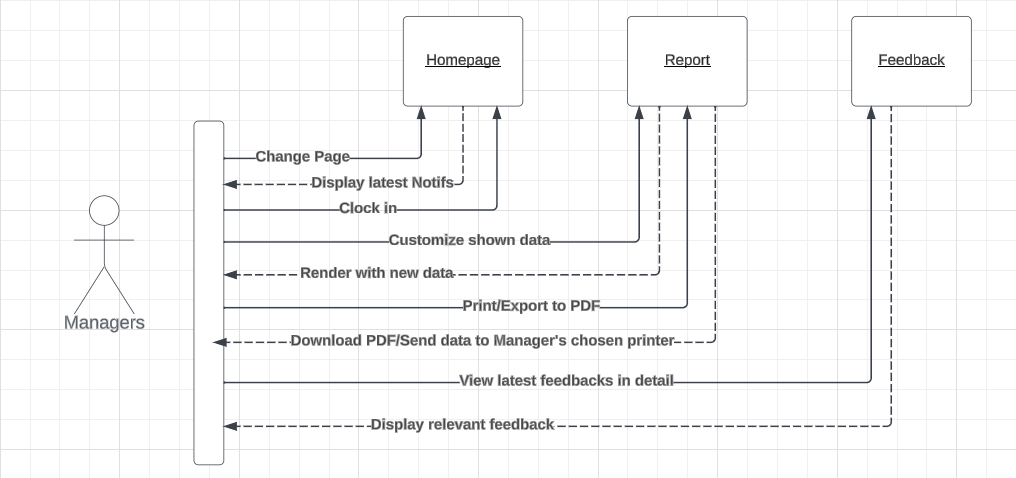 Homepage
Report
Feedback
Change Page
Display latest Notifs
Clock in
Customize shown data
Render with new data
Print/Export to PDF
Managers
Download PDF/Send data to Manager's chosen printer
View latest feedbacks in detail
Display relevant feedback